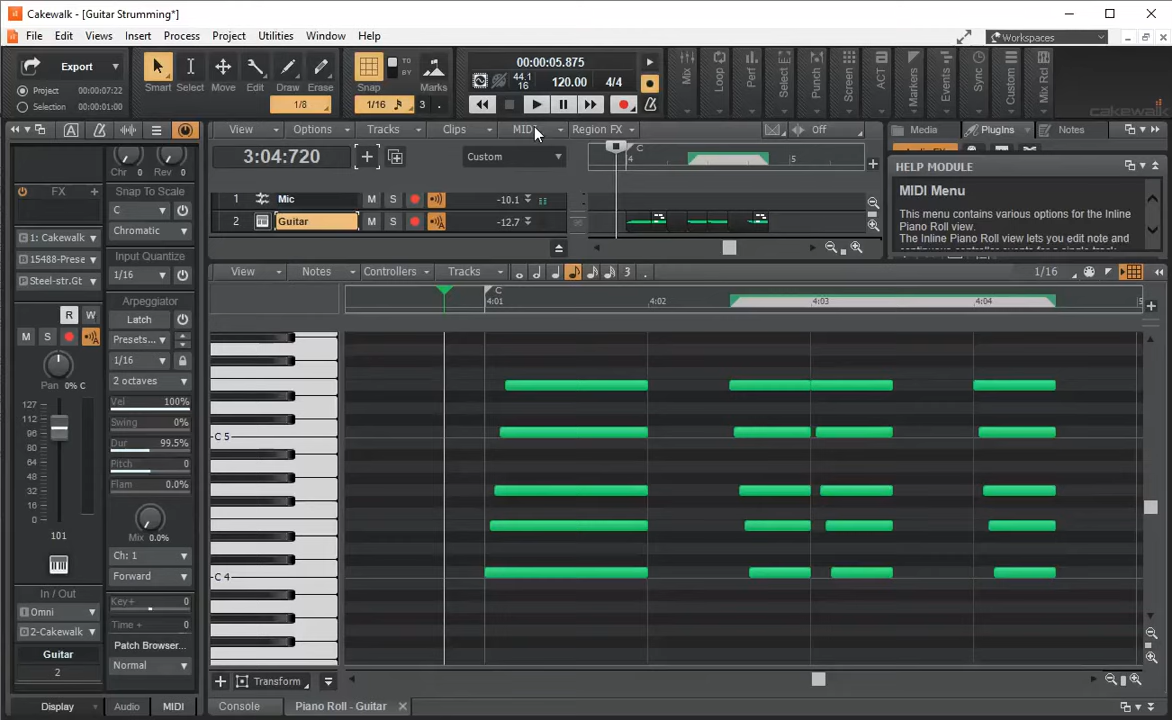 Cakewalk - [Guitar Strumming*]
File Edit Views Insert Process Project Utilities Window Help
Workspaces
Export
Project 00:00:07:22
Selection 00:00:01:00
Smart Select Move Edit Draw Erase
1/8
Snap TO BY Marks
1/16 3
00:00:05.875
44.1 16 120.00 4/4
Mix Loop Perf Select Punch Screen ACT Markers Events Sync Custom Mix Rcl
cakewalk
View Options Tracks Clips MIDI Region FX Off
Media PlugIns Notes
3:04:720
Custom
C
4 5
1 Mic M S -10.1
2 Guitar M S -12.7
HELP MODULE
MIDI Menu
This menu contains various options for the Inline
Piano Roll view.
The Inline Piano Roll view lets you edit note and
View Notes Controllers Tracks 3 . 1/16
C
4:01 4:02 4:03 4:04 5
C 5
C 4
Transform
Console Piano Roll - Guitar
FX
1: Cakewalk
15488-Prese
Steel-str.Gt
R W
M S A
Pan 0% C
127
112
96
80
64
48
32
16
0
101
In / Out
Omni
2-Cakewalk
Guitar
2
Chr 0 Rev 0
Snap To Scale
C
Chromatic
Input Quantize
1/16
Arpeggiator
Latch
Presets...
1/16
2 octaves
Vel 100%
Swing 0%
Dur 99.5%
Pitch 0
Flam 0.0%
Mix 0.0%
Ch: 1
Forward
Key+ 0
Time + 0
Patch Browser...
Normal
Display Audio MIDI